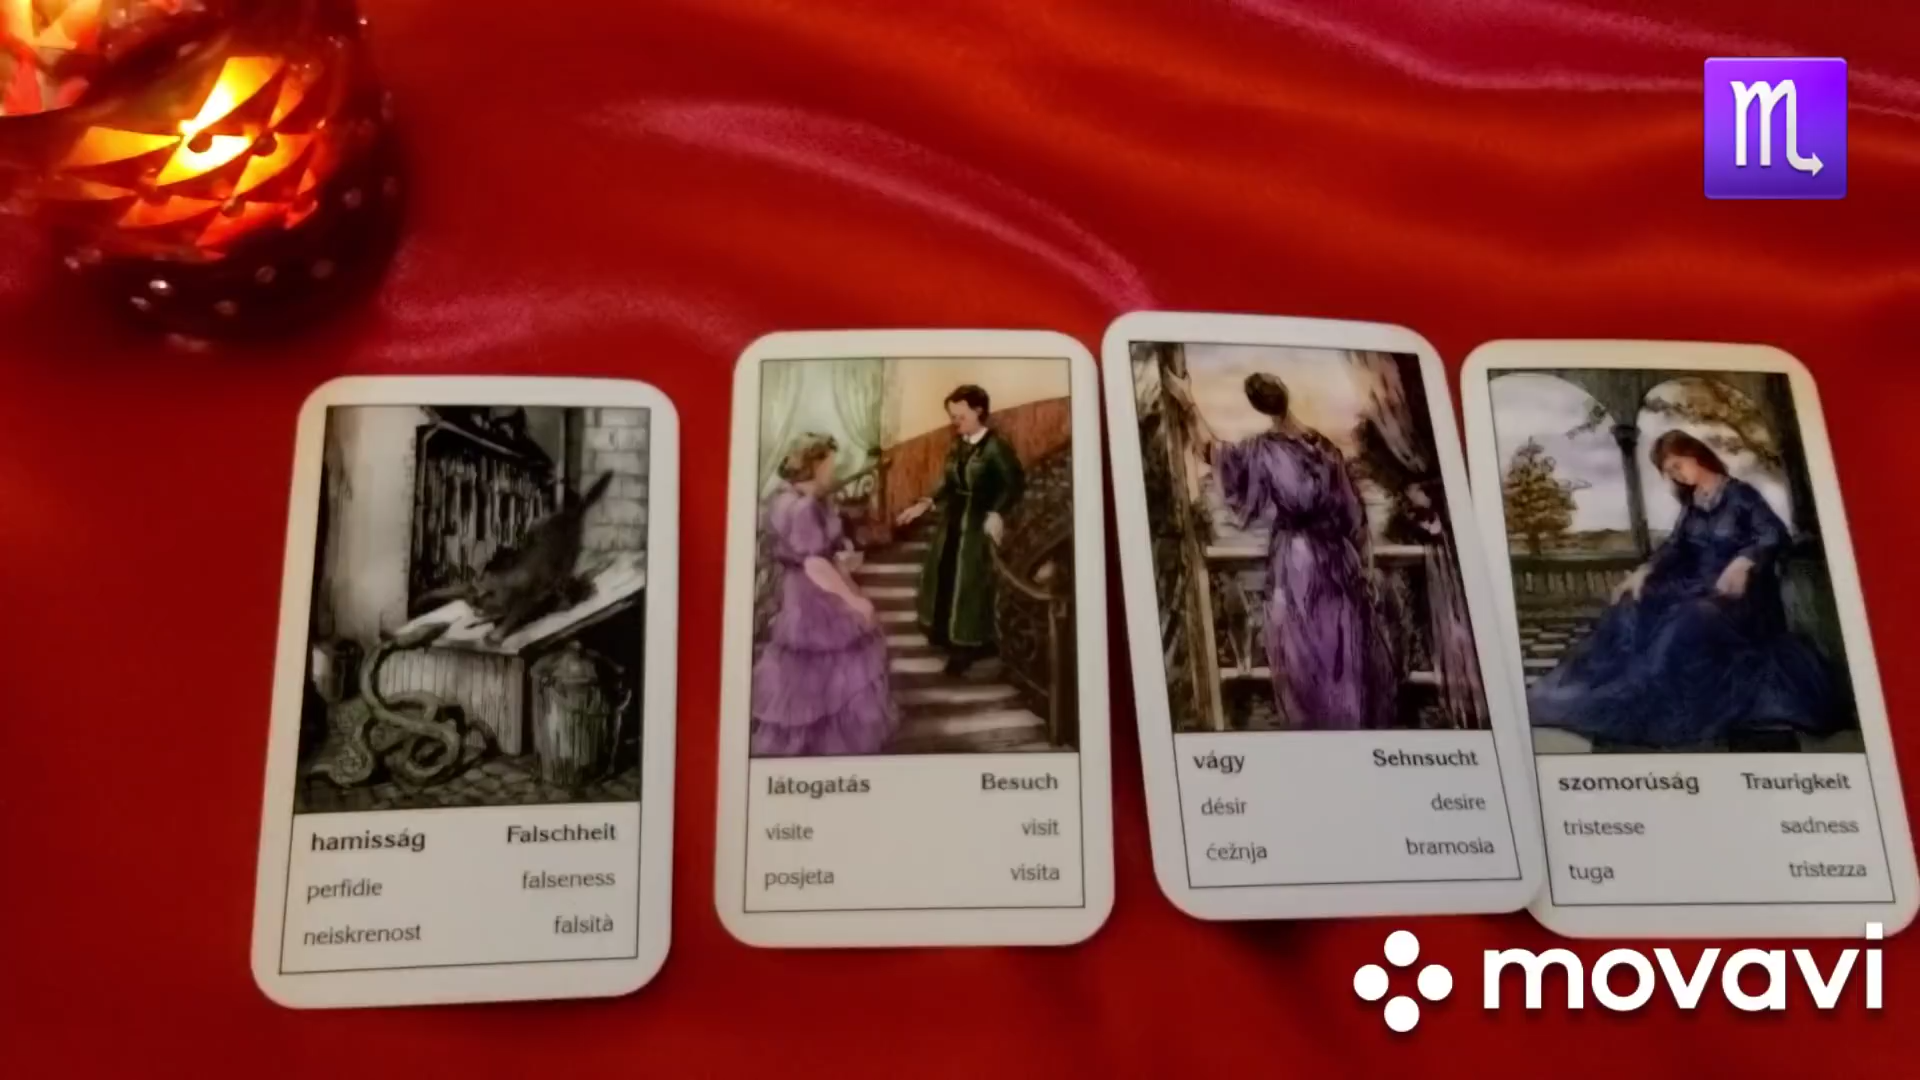 hamisság Falschheit
perfidie falseness
neiskrenost falsità
látogatás Besuch
visite visit
posjeta visita
vágy Sehnsucht
désir desire
ćežnja bramosia
szomorúság Traurigkeit
tristesse sadness
tuga tristezza
movavi